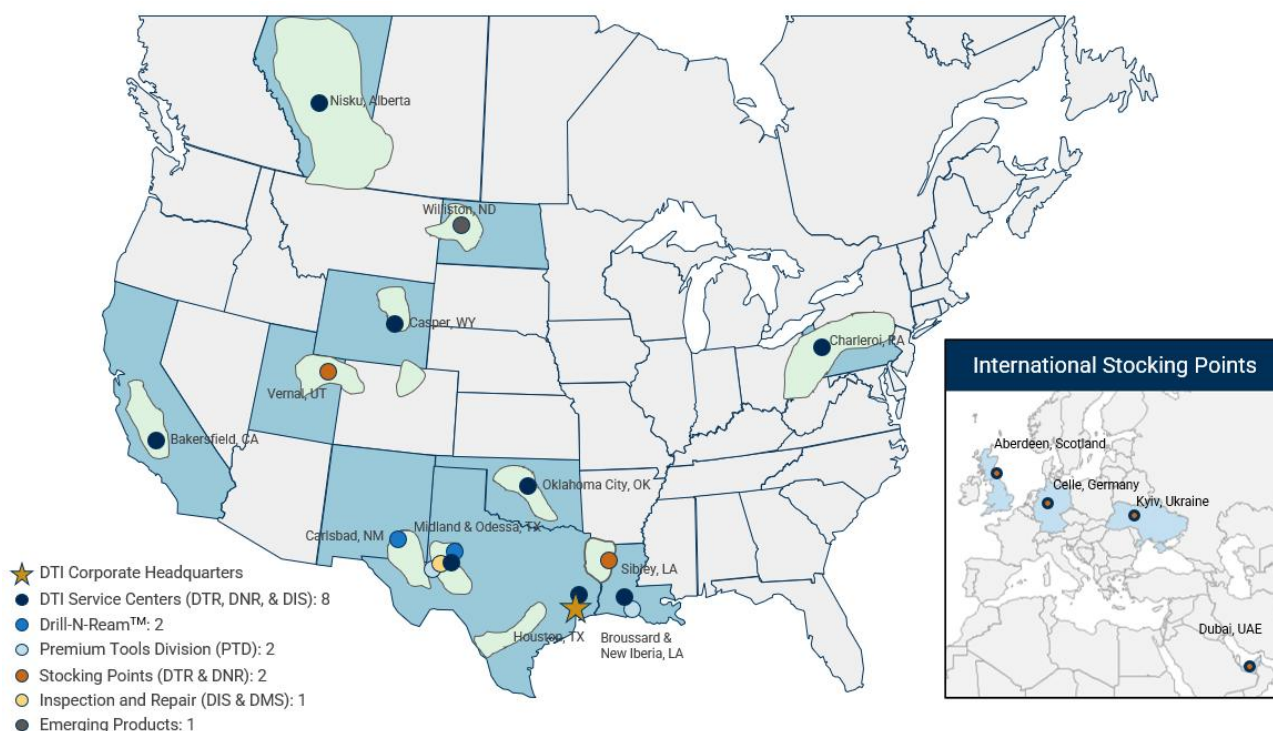 Nisku, Alberta
Williston, ND
Casper, WY
Charleroi, PA
Vernal, UT
Bakersfield, CA
Oklahoma City, OK
Carlsbad, NM
Midland & Odessa, TX
Sibley, LA
Houston, TX
Broussard &
New Iberia, LA
DTI Corporate Headquarters
DTI Service Centers (DTR, DNR, & DIS): 8
Drill-N-Ream™: 2
Premium Tools Division (PTD): 2
Stocking Points (DTR & DNR): 2
Inspection and Repair (DIS & DMS): 1
Emerging Products: 1
International Stocking Points
Aberdeen, Scotland
Celle, Germany
Kyiv, Ukraine
Dubai, UAE